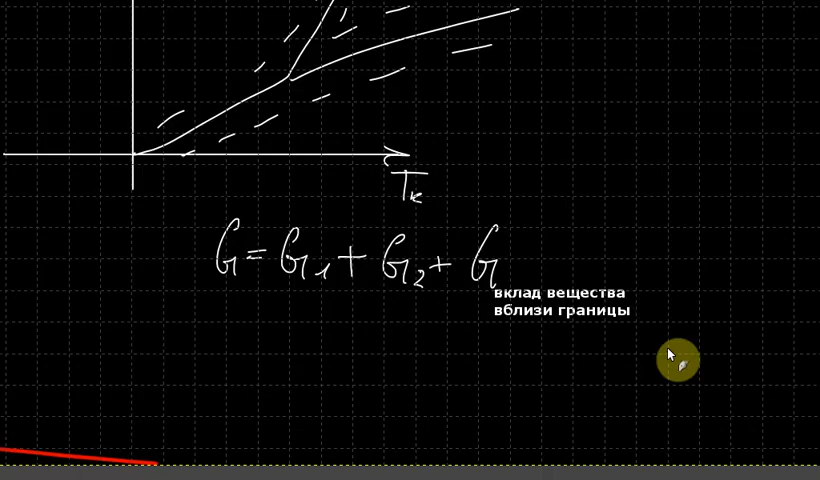 Tк
G = G1 + G2 + G
вклад вещества
вблизи границы